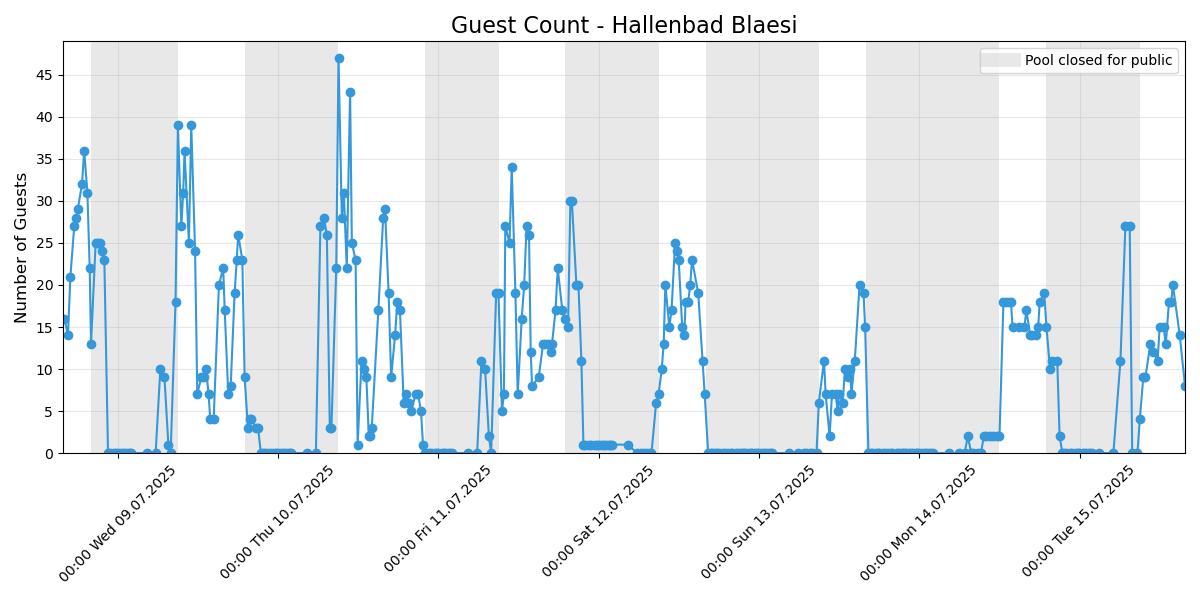 Guest Count - Hallenbad Blaesi
Pool closed for public
Number of Guests
45
40
35
30
25
20
15
10
5
0
00:00 Wed 09.07.2025
00:00 Thu 10.07.2025
00:00 Fri 11.07.2025
00:00 Sat 12.07.2025
00:00 Sun 13.07.2025
00:00 Mon 14.07.2025
00:00 Tue 15.07.2025